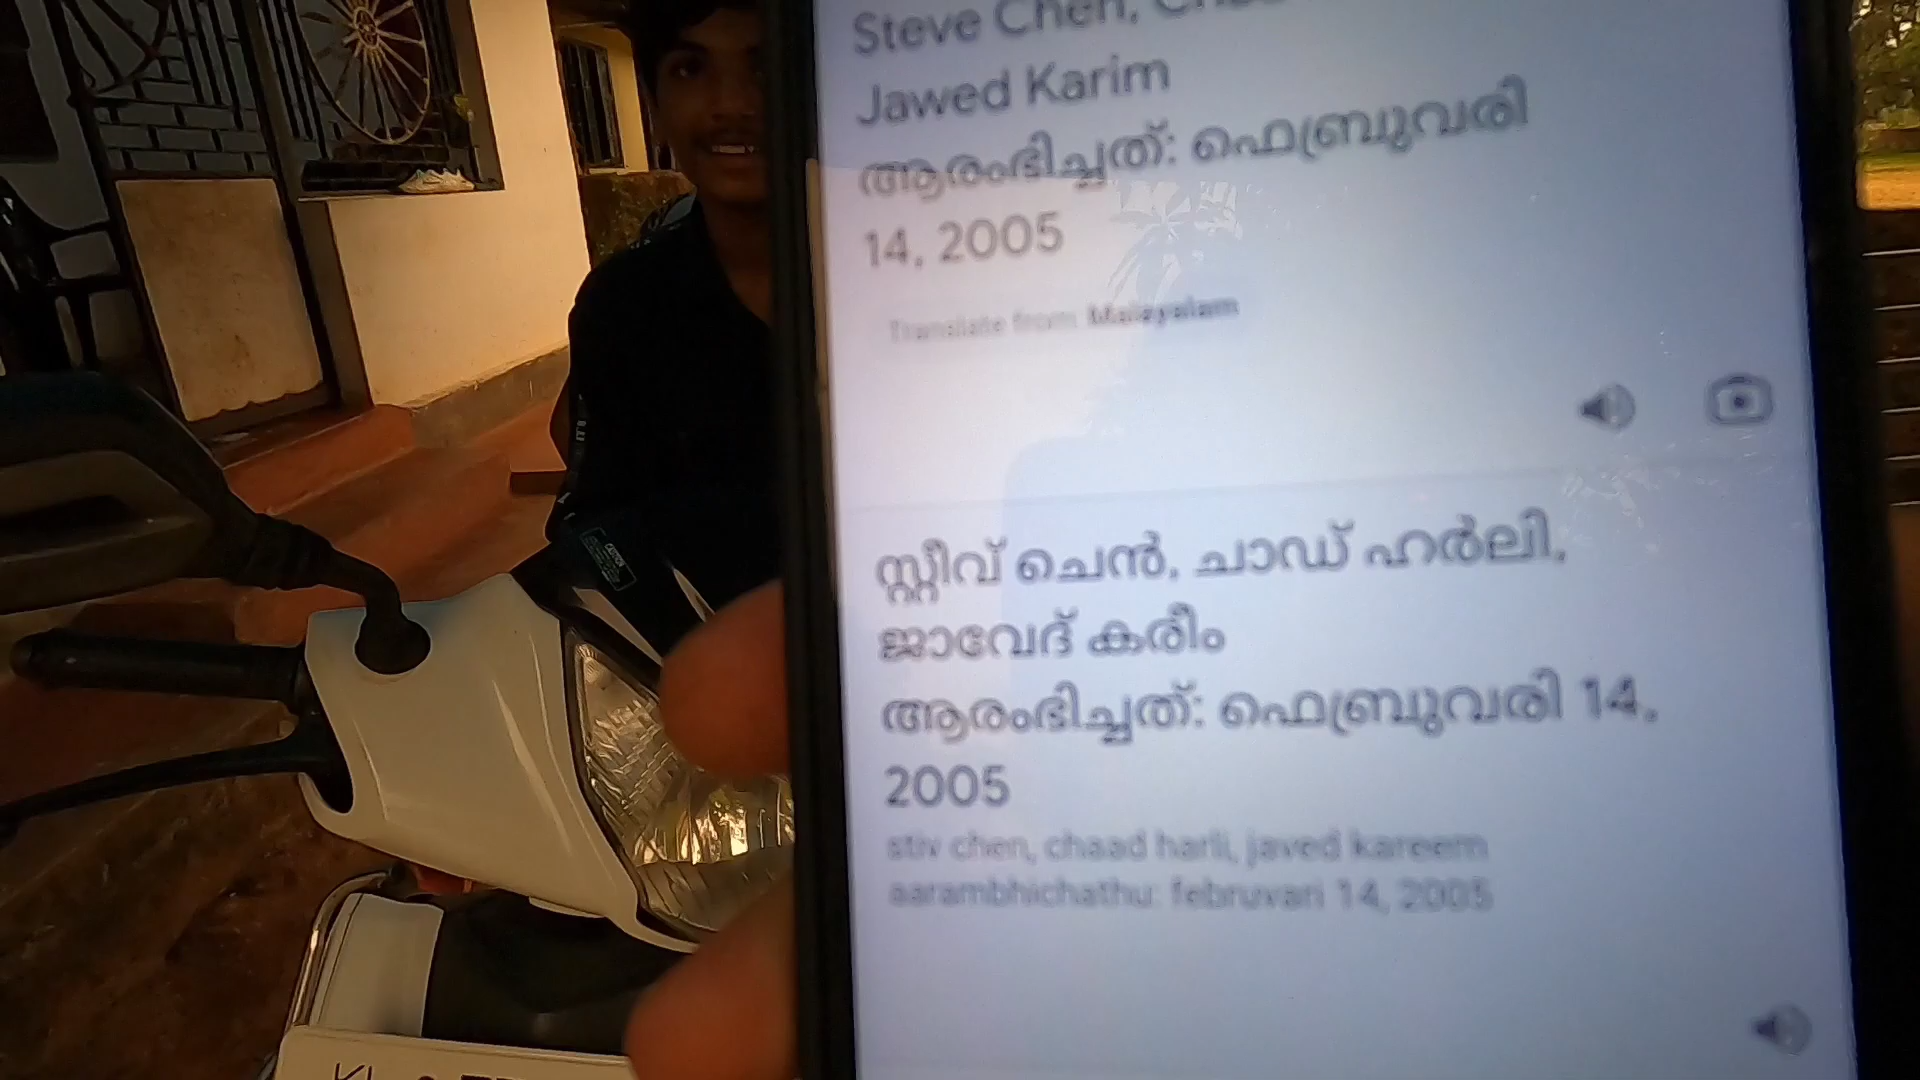 Steve Chen,
Jawed Karim
ആരംഭിച്ചത്: ഫെബ്രുവരി
14, 2005
Translate from Malayalam
സ്റ്റീവ് ചെൻ, ചാഡ് ഹർലി,
ജാവേദ് കരീം
ആരംഭിച്ചത്: ഫെബ്രുവരി 14,
2005
stiv chen, chaad harli, javed kareem
aarambhichathu: februvari 14, 2005